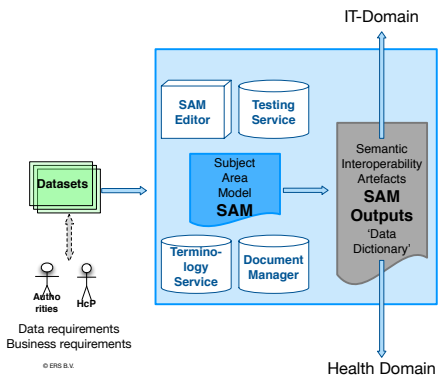 IT-Domain
SAM
Editor
Testing
Service
Datasets
Subject
Area
Model
SAM
Semantic
Interoperability
Artefacts
SAM
Outputs
'Data
Dictionary'
Termino-
logy
Service
Document
Manager
Autho
rities
HcP
Data requirements
Business requirements
© ERS B.V.
Health Domain